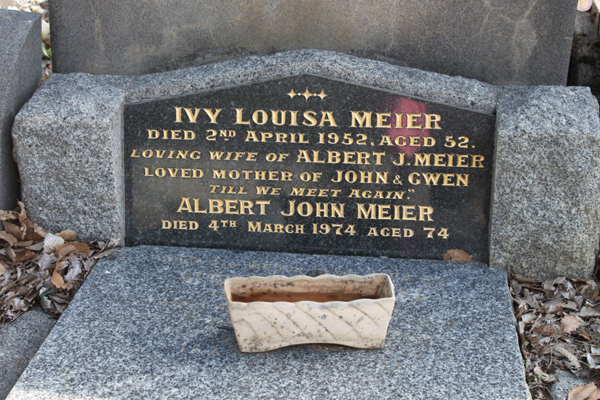 IVY LOUISA MEIER
DIED 2ND APRIL 1952, AGED 52.
LOVING WIFE OF ALBERT J. MEIER
LOVED MOTHER OF JOHN & GWEN
"TILL WE MEET AGAIN."
ALBERT JOHN MEIER
DIED 4TH MARCH 1974 AGED 74